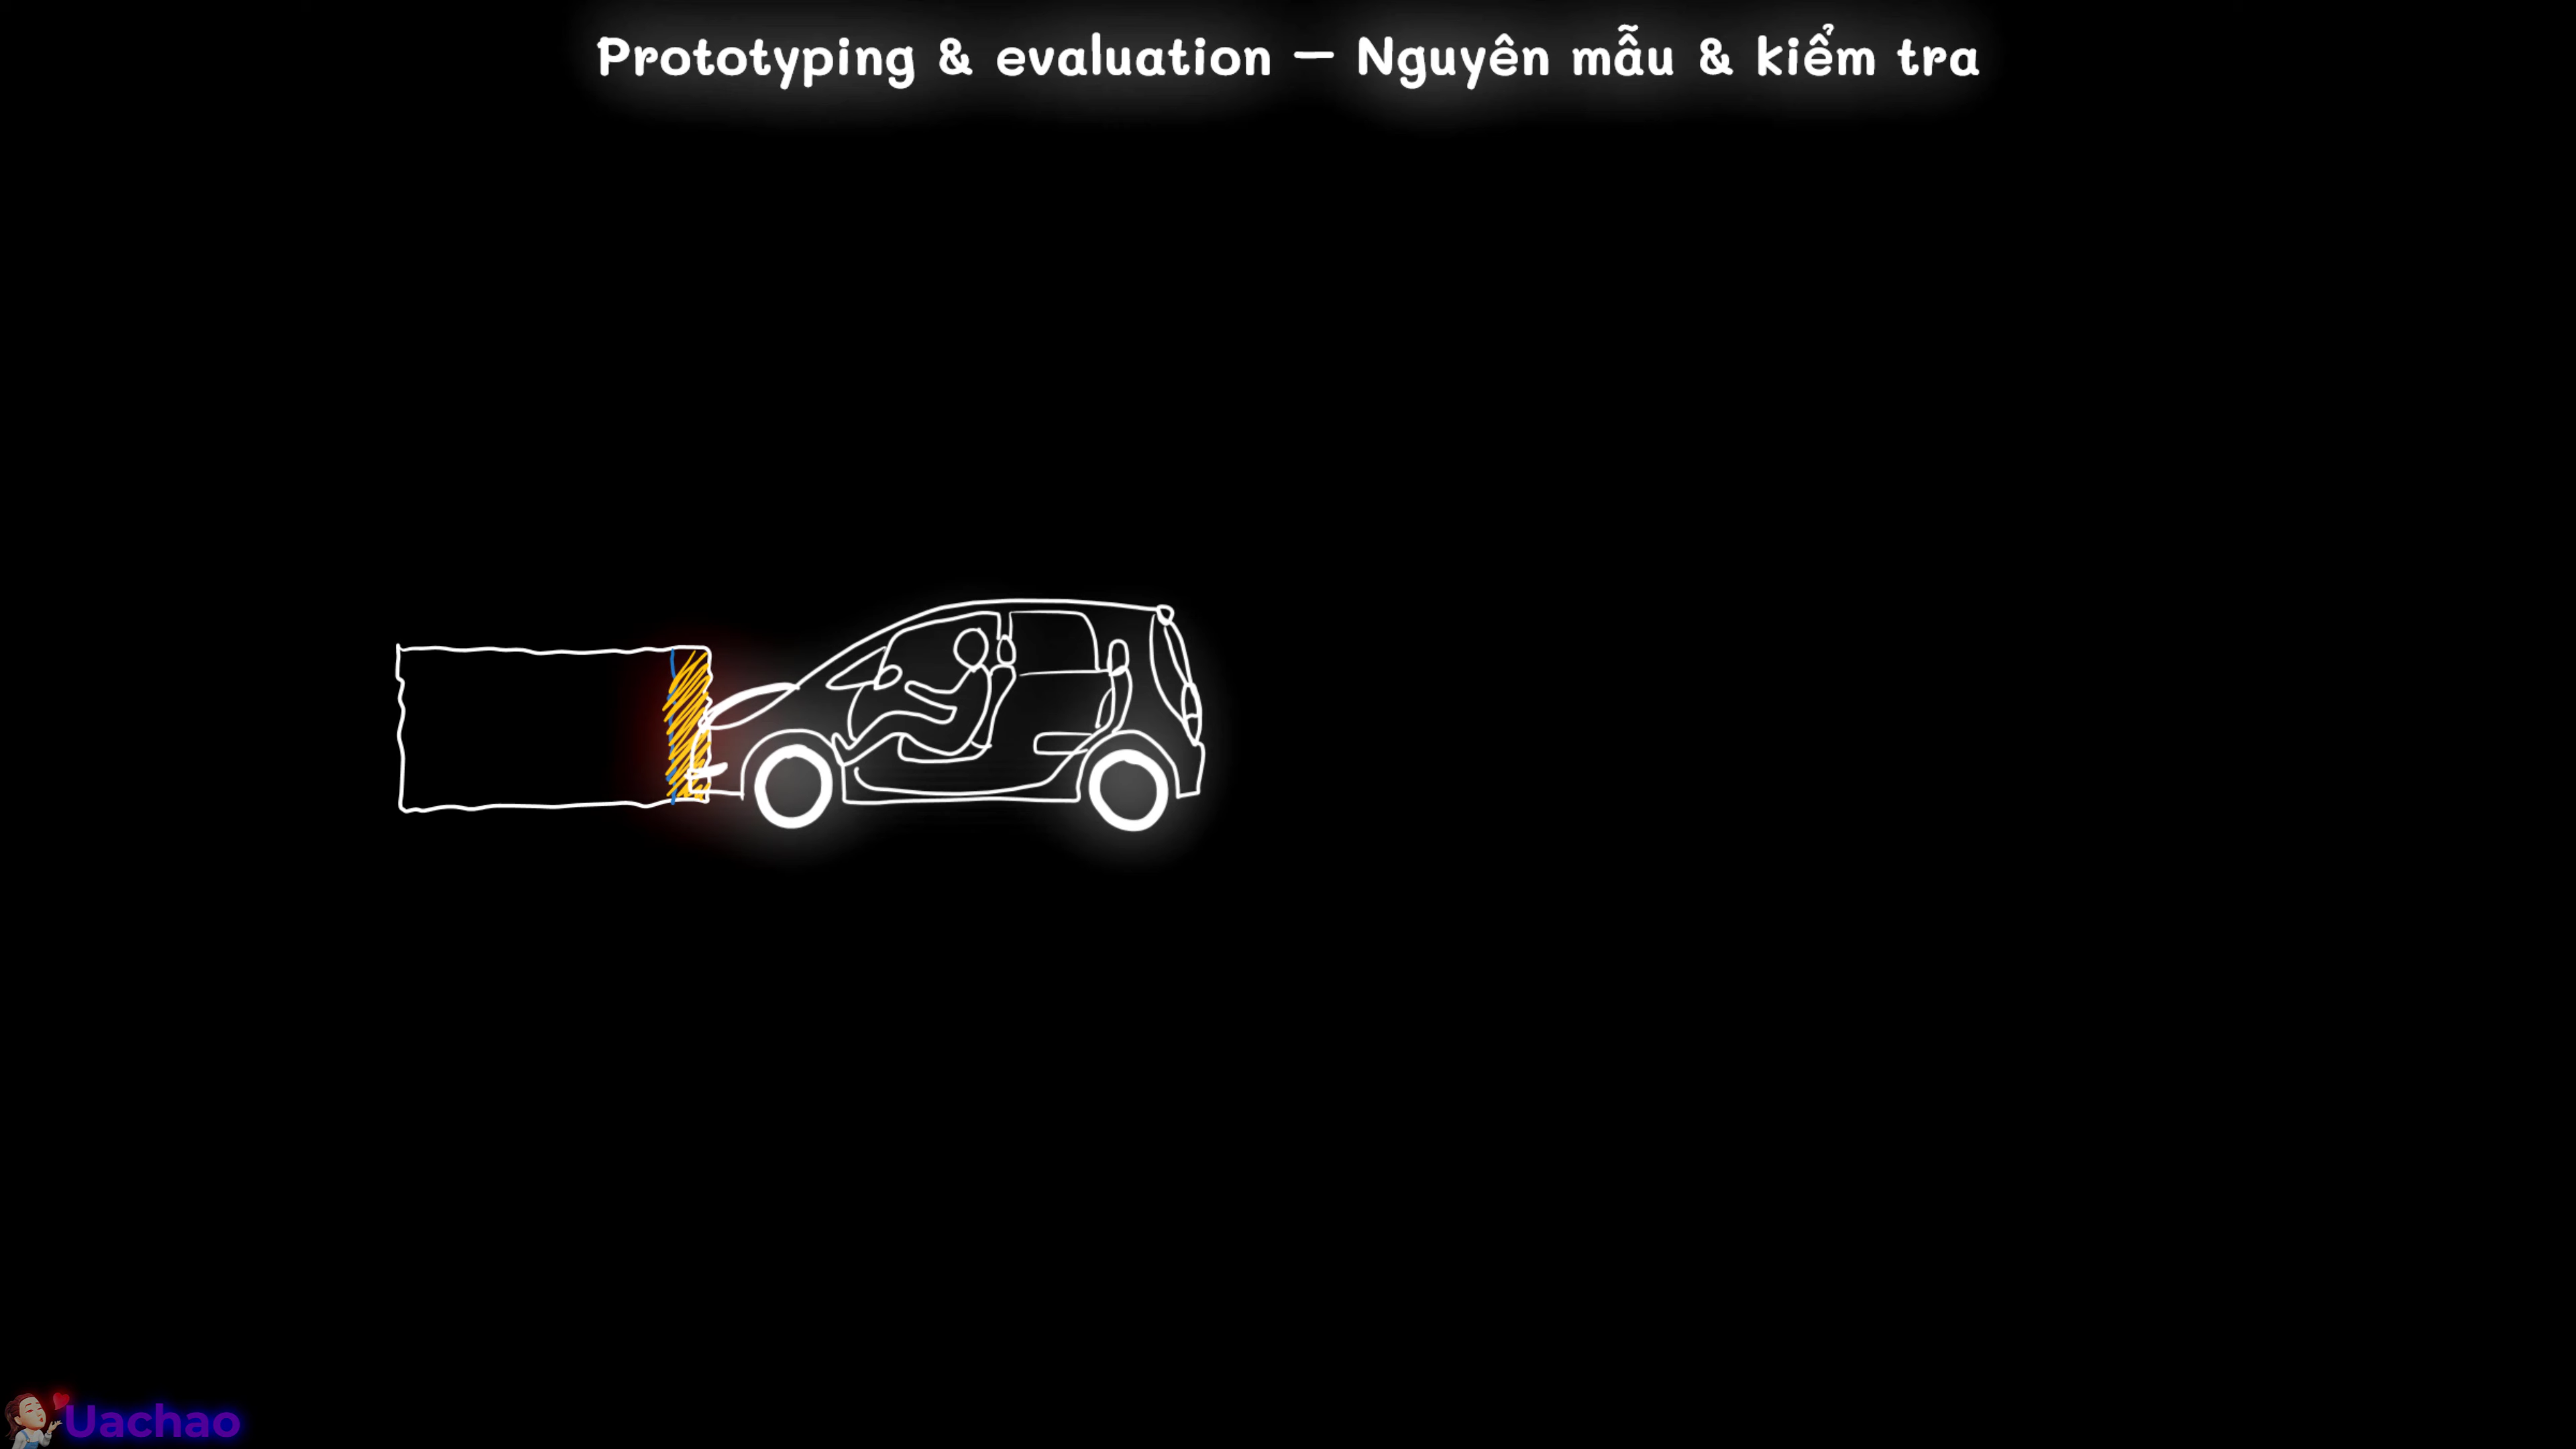 Prototyping & evaluation — Nguyên mẫu & kiểm tra
Uachao